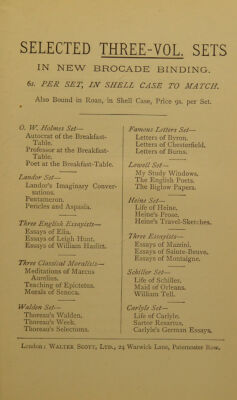 SELECTED THREE-VOL. SETS
IN NEW BROCADE BINDING.
6s. PER SET, IN SHELL CASE TO MATCH.
Also Bound in Roan, in Shell Case, Price 9s. per Set.
O. W. Holmes Set—
Autocrat of the Breakfast-
Table.
Professor at the Breakfast-
Table.
Poet at the Breakfast-Table.
Landor Set—
Landor's Imaginary Conver-
sations.
Pentameron.
Pericles and Aspasia.
Three English Essayists—
Essays of Elia.
Essays of Leigh Hunt.
Essays of William Hazlitt.
Three Classical Moralists—
Meditations of Marcus
Aurelius.
Teaching of Epictetus.
Morals of Seneca.
Walden Set—
Thoreau's Walden.
Thoreau's Week.
Thoreau's Selections.
Famous Letters Set—
Letters of Byron.
Letters of Chesterfield.
Letters of Burns.
Lowell Set—
My Study Windows.
The English Poets.
The Biglow Papers.
Heine Set—
Life of Heine.
Heine's Prose.
Heine's Travel-Sketches.
Three Essayists—
Essays of Mazzini.
Essays of Sainte-Beuve.
Essays of Montaigne.
Schiller Set—
Life of Schiller.
Maid of Orleans.
William Tell.
Carlyle Set—
Life of Carlyle.
Sartor Resartus.
Carlyle's German Essays.
London: WALTER SCOTT, LTD., 24 Warwick Lane, Paternoster Row.